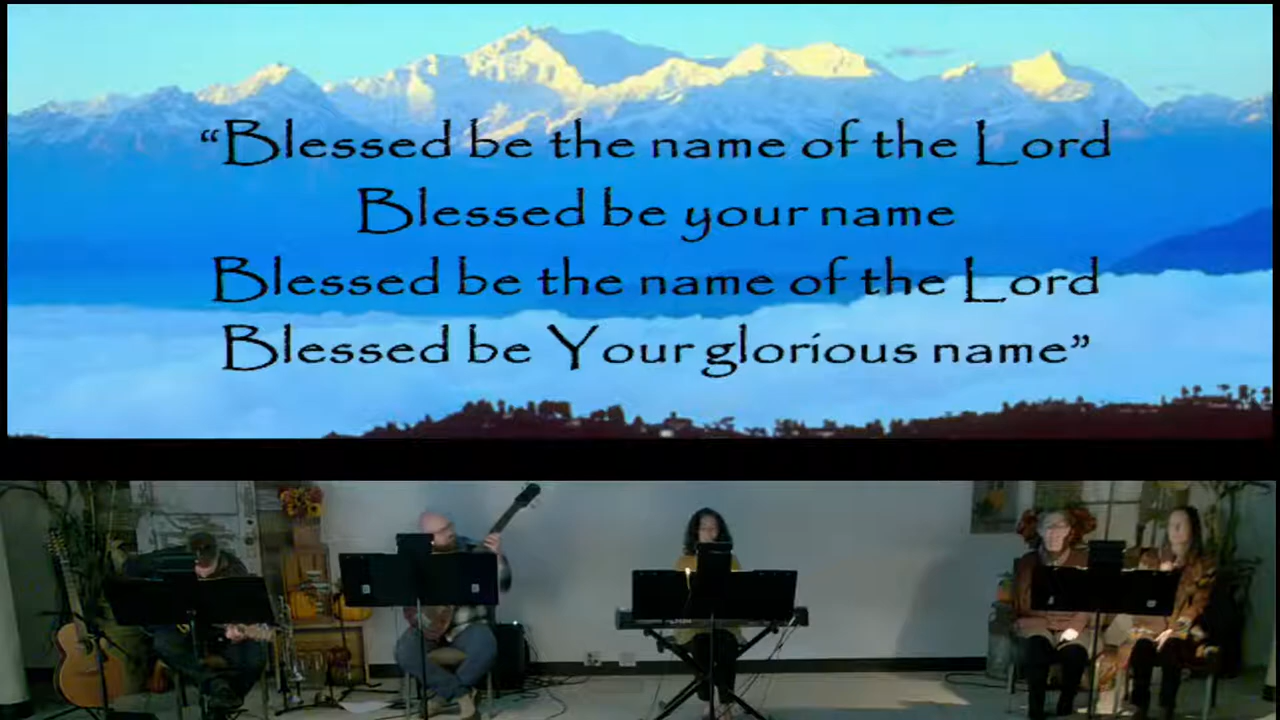 “Blessed be the name of the Lord
Blessed be your name
Blessed be the name of the Lord
Blessed be Your glorious name”